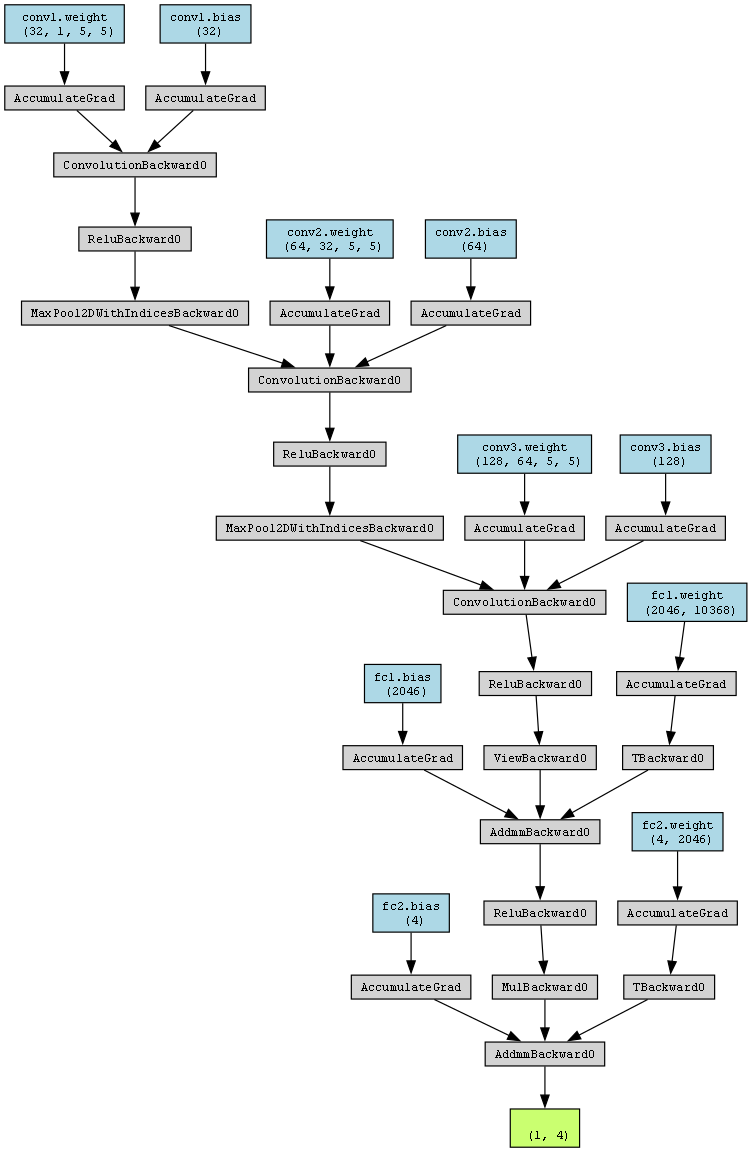 conv1.weight
(32, 1, 5, 5)
conv1.bias
(32)
AccumulateGrad
AccumulateGrad
ConvolutionBackward0
ReluBackward0
conv2.weight
(64, 32, 5, 5)
conv2.bias
(64)
MaxPool2DWithIndicesBackward0
AccumulateGrad
AccumulateGrad
ConvolutionBackward0
ReluBackward0
conv3.weight
(128, 64, 5, 5)
conv3.bias
(128)
MaxPool2DWithIndicesBackward0
AccumulateGrad
AccumulateGrad
ConvolutionBackward0
fc1.weight
(2046, 10368)
fc1.bias
(2046)
ReluBackward0
AccumulateGrad
AccumulateGrad
ViewBackward0
TBackward0
AddmmBackward0
fc2.weight
(4, 2046)
fc2.bias
(4)
ReluBackward0
AccumulateGrad
AccumulateGrad
MulBackward0
TBackward0
AddmmBackward0
(1, 4)